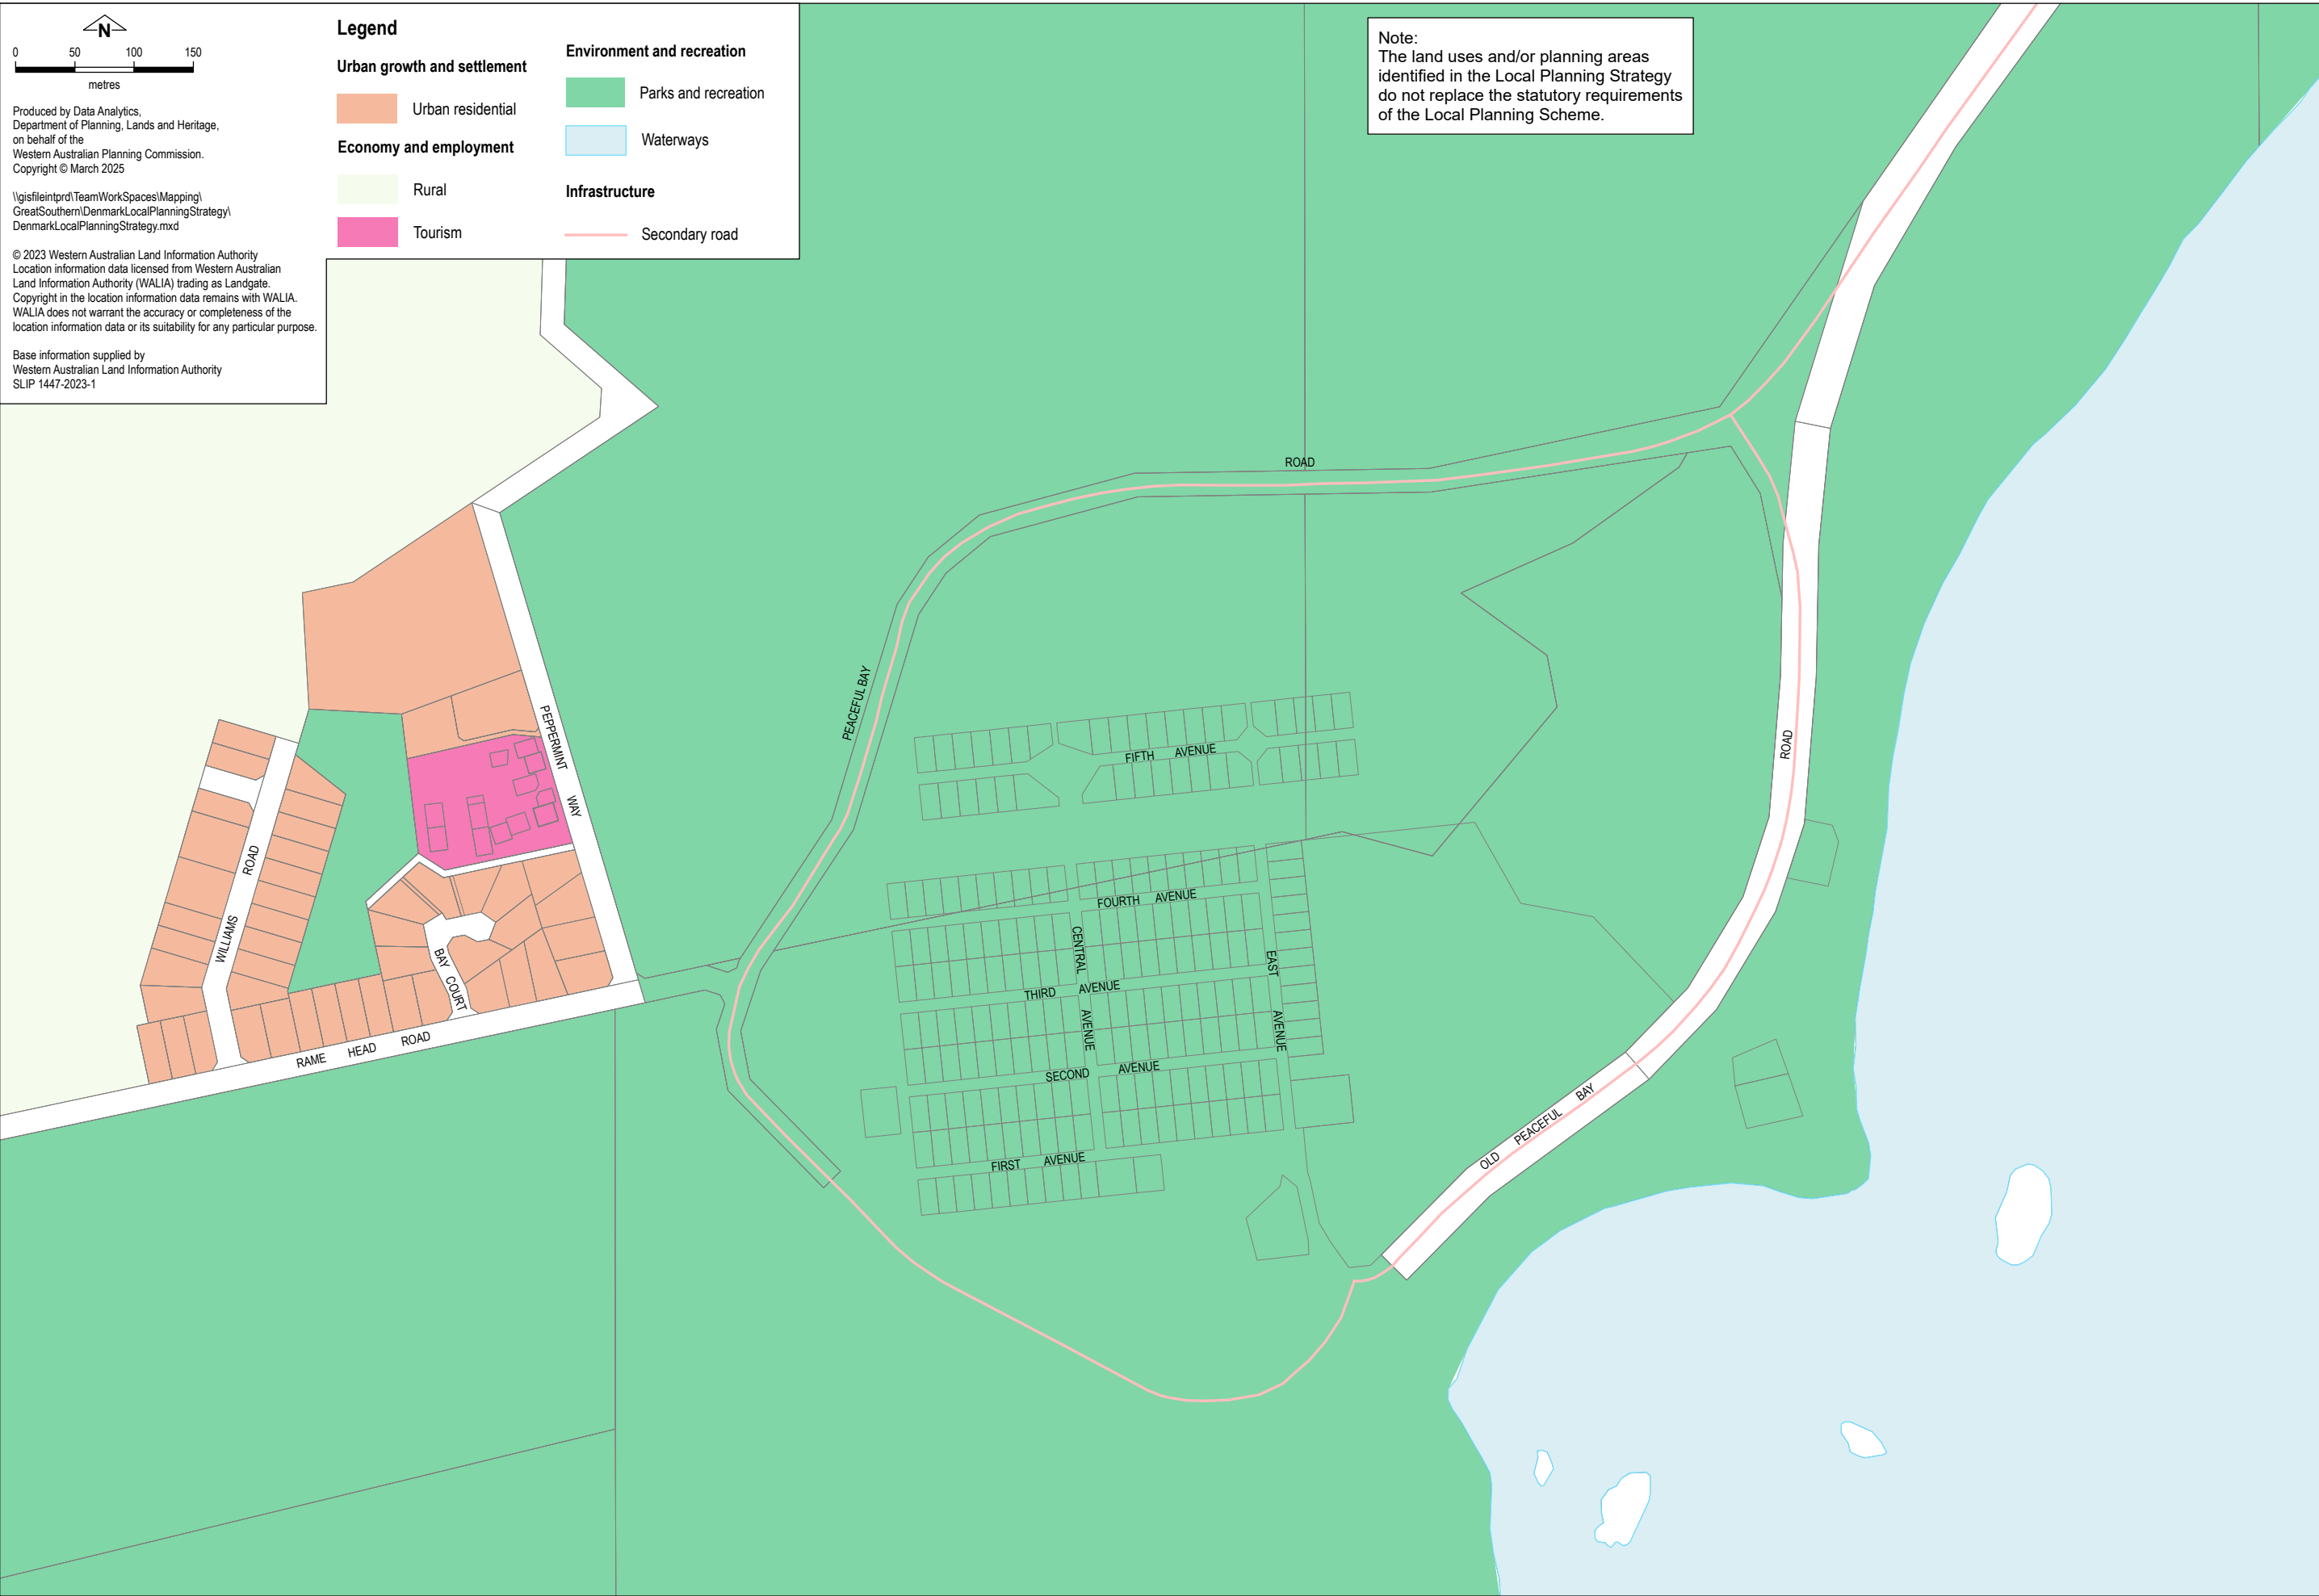 N
0 50 100 150
metres
Produced by Data Analytics,
Department of Planning, Lands and Heritage,
on behalf of the
Western Australian Planning Commission.
Copyright © March 2025
\\gisfileintprd\TeamWorkSpaces\Mapping\
GreatSouthern\DenmarkLocalPlanningStrategy\
DenmarkLocalPlanningStrategy.mxd
© 2023 Western Australian Land Information Authority
Location information data licensed from Western Australian
Land Information Authority (WALIA) trading as Landgate.
Copyright in the location information data remains with WALIA.
WALIA does not warrant the accuracy or completeness of the
location information data or its suitability for any particular purpose.
Base information supplied by
Western Australian Land Information Authority
SLIP 1447-2023-1
Legend
Urban growth and settlement
Urban residential
Economy and employment
Rural
Tourism
Environment and recreation
Parks and recreation
Waterways
Infrastructure
Secondary road
Note:
The land uses and/or planning areas
identified in the Local Planning Strategy
do not replace the statutory requirements
of the Local Planning Scheme.
ROAD
PEACEFUL BAY
PEPPERMINT WAY
FIFTH AVENUE
ROAD
WILLIAMS ROAD
FOURTH AVENUE
CENTRAL AVENUE
EAST AVENUE
BAY COURT
THIRD AVENUE
RAME HEAD ROAD
SECOND AVENUE
OLD PEACEFUL BAY
FIRST AVENUE